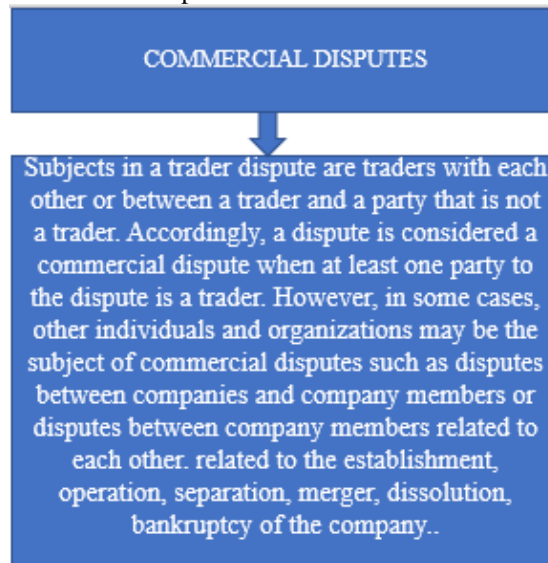 COMMERCIAL DISPUTES
Subjects in a trader dispute are traders with each
other or between a trader and a party that is not
a trader. Accordingly, a dispute is considered a
commercial dispute when at least one party to
the dispute is a trader. However, in some cases,
other individuals and organizations may be the
subject of commercial disputes such as disputes
between companies and company members or
disputes between company members related to
each other. related to the establishment,
operation, separation, merger, dissolution,
bankruptcy of the company..